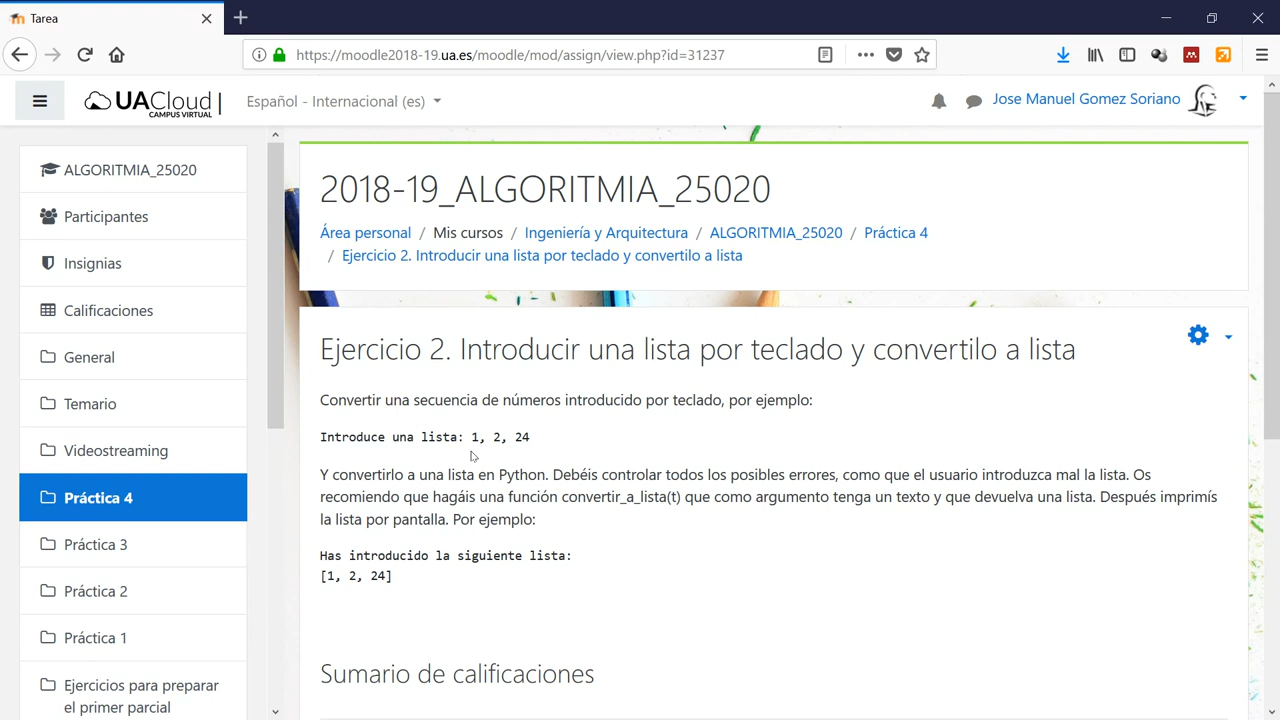 Tarea
https://moodle2018-19.ua.es/moodle/mod/assign/view.php?id=31237
UACloud
CAMPUS VIRTUAL
Español - Internacional (es)
Jose Manuel Gomez Soriano
ALGORITMIA_25020
Participantes
Insignias
Calificaciones
General
Temario
Videostreaming
Práctica 4
Práctica 3
Práctica 2
Práctica 1
Ejercicios para preparar
el primer parcial
2018-19_ALGORITMIA_25020
Área personal / Mis cursos / Ingeniería y Arquitectura / ALGORITMIA_25020 / Práctica 4
/ Ejercicio 2. Introducir una lista por teclado y convertilo a lista
Ejercicio 2. Introducir una lista por teclado y convertilo a lista
Convertir una secuencia de números introducido por teclado, por ejemplo:
Introduce una lista: 1, 2, 24
Y convertirlo a una lista en Python. Debéis controlar todos los posibles errores, como que el usuario introduzca mal la lista. Os
recomiendo que hagáis una función convertir_a_lista(t) que como argumento tenga un texto y que devuelva una lista. Después imprimís
la lista por pantalla. Por ejemplo:
Has introducido la siguiente lista:
[1, 2, 24]
Sumario de calificaciones